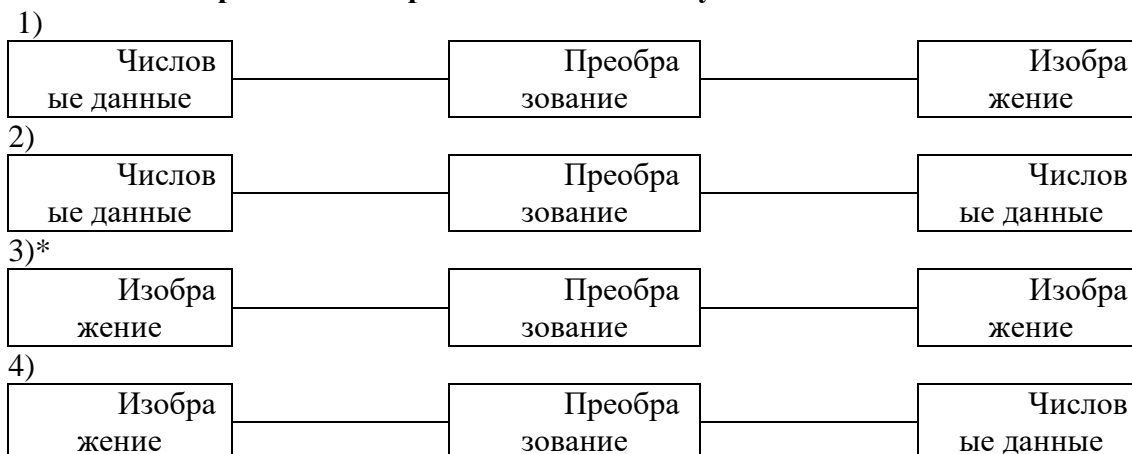 1)
Числов Преобра Изобра
ые данные зование жение
2)
Числов Преобра Числов
ые данные зование ые данные
3)*
Изобра Преобра Изобра
жение зование жение
4)
Изобра Преобра Числов
жение зование ые данные